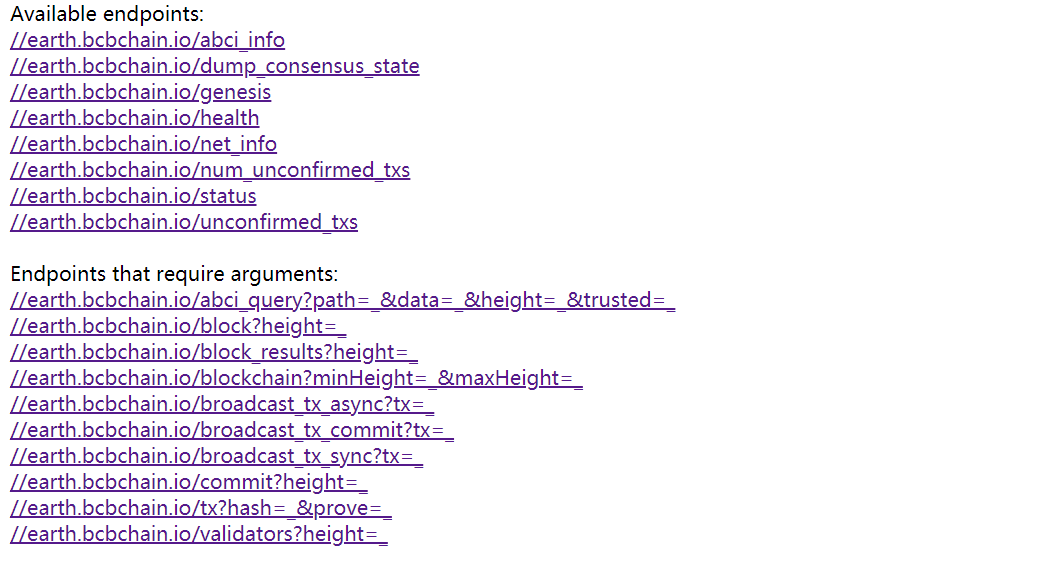 Available endpoints:
//earth.bcbchain.io/abci_info
//earth.bcbchain.io/dump_consensus_state
//earth.bcbchain.io/genesis
//earth.bcbchain.io/health
//earth.bcbchain.io/net_info
//earth.bcbchain.io/num_unconfirmed_txs
//earth.bcbchain.io/status
//earth.bcbchain.io/unconfirmed_txs
Endpoints that require arguments:
//earth.bcbchain.io/abci_query?path=_&data=_&height=_&trusted=_
//earth.bcbchain.io/block?height=_
//earth.bcbchain.io/block_results?height=_
//earth.bcbchain.io/blockchain?minHeight=_&maxHeight=_
//earth.bcbchain.io/broadcast_tx_async?tx=_
//earth.bcbchain.io/broadcast_tx_commit?tx=_
//earth.bcbchain.io/broadcast_tx_sync?tx=_
//earth.bcbchain.io/commit?height=_
//earth.bcbchain.io/tx?hash=_&prove=_
//earth.bcbchain.io/validators?height=_